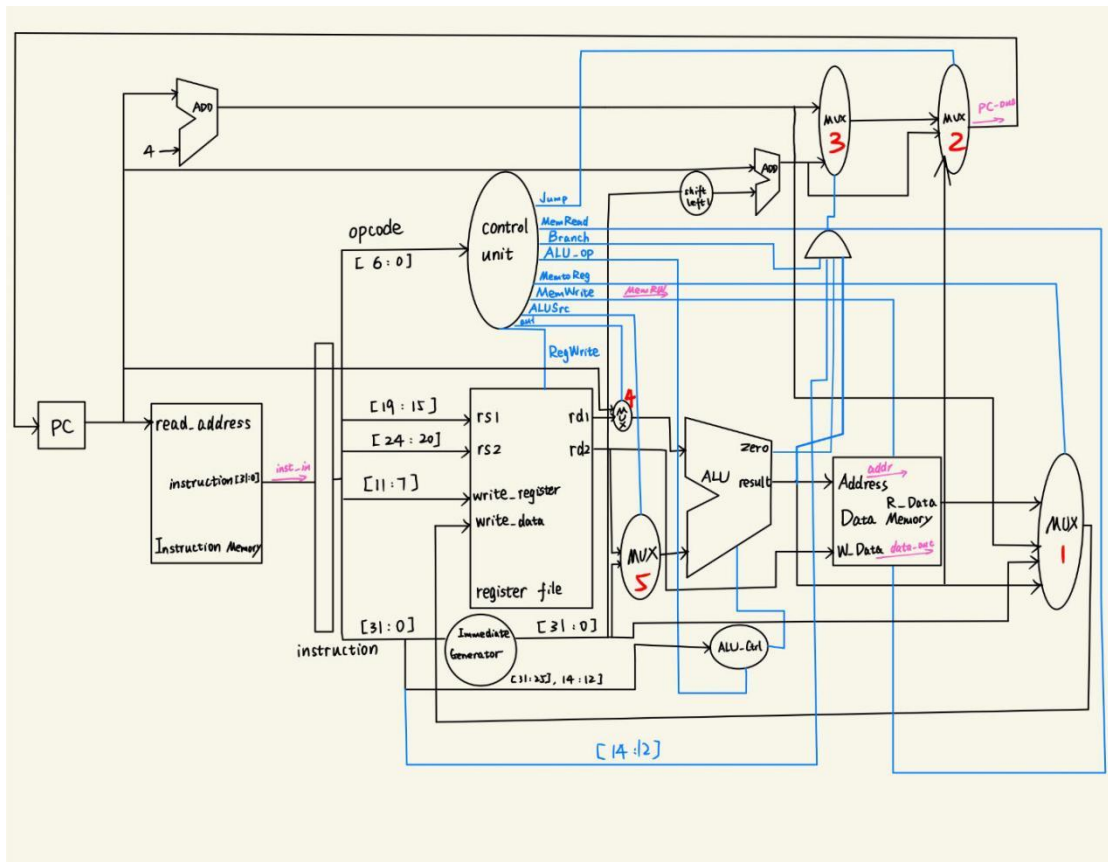 ADD
4
MUX
3
MUX
2
PC-out
ADD
shift
left 1
Jump
MemRead
Branch
ALU_op
MemtoReg
MemWrite
MemRW
ALUSrc
RegWrite
control
unit
opcode
[6:0]
PC
read_address
instruction[31:0]
inst_in
Instruction Memory
[19:15]
[24:20]
[11:7]
rs1
rs2
write_register
write_data
rd1
rd2
register file
MUX
4
MUX
5
ALU
zero
result
addr
Address
R_Data
Data Memory
W_Data
data_out
MUX
1
[31:0]
instruction
Immediate
Generator
[31:0]
[31:25], 14:12]
ALU_Ctrl
[14:12]